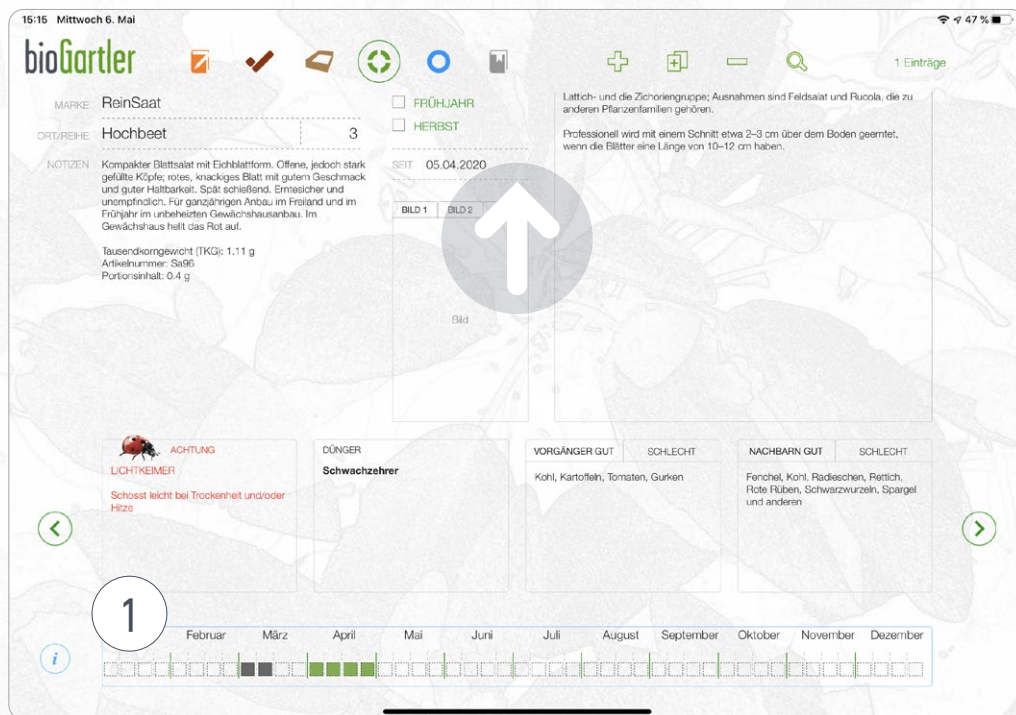 15:15 Mittwoch 6. Mai
47 %
bioGartler
1 Einträge
MARKE ReinSaat
ORT/REIHE Hochbeet 3
NOTIZEN Kompakter Blattsalat mit Eichblattform. Offene, jedoch stark
gefüllte Köpfe; rotes, knackiges Blatt mit gutem Geschmack
und guter Haltbarkeit. Spät schießend. Erntesicher und
unempfindlich. Für ganzjährigen Anbau im Freiland und im
Frühjahr im unbeheizten Gewächshausanbau. Im
Gewächshaus hellt das Rot auf.
Tausendkorngewicht (TKG): 1.11 g
Artikelnummer: Sa96
Portionsinhalt: 0.4 g
FRÜHJAHR
HERBST
SEIT 05.04.2020
BILD 1 BILD 2
Bild
Lattich- und die Zichoriengruppe; Ausnahmen sind Feldsalat und Rucola, die zu
anderen Pflanzenfamilien gehören.
Professionell wird mit einem Schnitt etwa 2–3 cm über dem Boden geerntet,
wenn die Blätter eine Länge von 10–12 cm haben.
ACHTUNG
LICHTKEIMER
Schosst leicht bei Trockenheit und/oder
Hitze
DÜNGER
Schwachzehrer
VORGÄNGER GUT SCHLECHT
Kohl, Kartoffeln, Tomaten, Gurken
NACHBARN GUT SCHLECHT
Fenchel, Kohl, Radieschen, Rettich,
Rote Rüben, Schwarzwurzeln, Spargel
und anderen
1
Februar März April Mai Juni Juli August September Oktober November Dezember
i